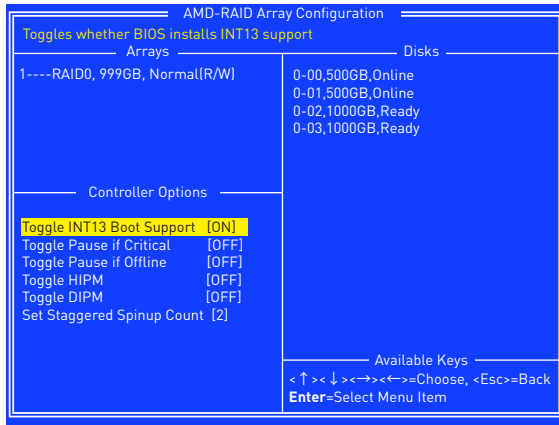 AMD-RAID Array Configuration
Toggles whether BIOS installs INT13 support
Arrays
1----RAID0, 999GB, Normal(R/W)
Disks
0-00,500GB,Online
0-01,500GB,Online
0-02,1000GB,Ready
0-03,1000GB,Ready
Controller Options
Toggle INT13 Boot Support [ON]
Toggle Pause if Critical [OFF]
Toggle Pause if Offline [OFF]
Toggle HIPM [OFF]
Toggle DIPM [OFF]
Set Staggered Spinup Count [2]
Available Keys
<↑><↓><→><←>=Choose, <Esc>=Back
Enter=Select Menu Item